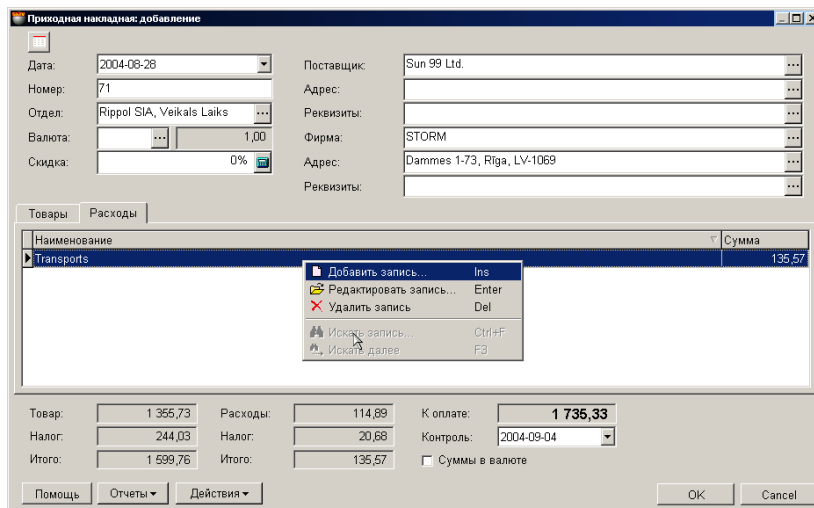 Приходная накладная: добавление
Дата: 2004-08-28 Поставщик: Sun 99 Ltd.
Номер: 71 Адрес:
Отдел: Rippol SIA, Veikals Laiks Реквизиты:
Валюта: 1,00 Фирма: STORM
Скидка: 0% Адрес: Dammes 1-73, Rīga, LV-1069
Реквизиты:
Товары Расходы
Наименование Сумма
Transports 135,57
Добавить запись... Ins
Редактировать запись... Enter
Удалить запись Del
Искать запись... Ctrl+F
Искать далее F3
Товар: 1 355,73 Расходы: 114,89 К оплате: 1 735,33
Налог: 244,03 Налог: 20,68 Контроль: 2004-09-04
Итого: 1 599,76 Итого: 135,57 Суммы в валюте
Помощь Отчеты Действия OK Cancel